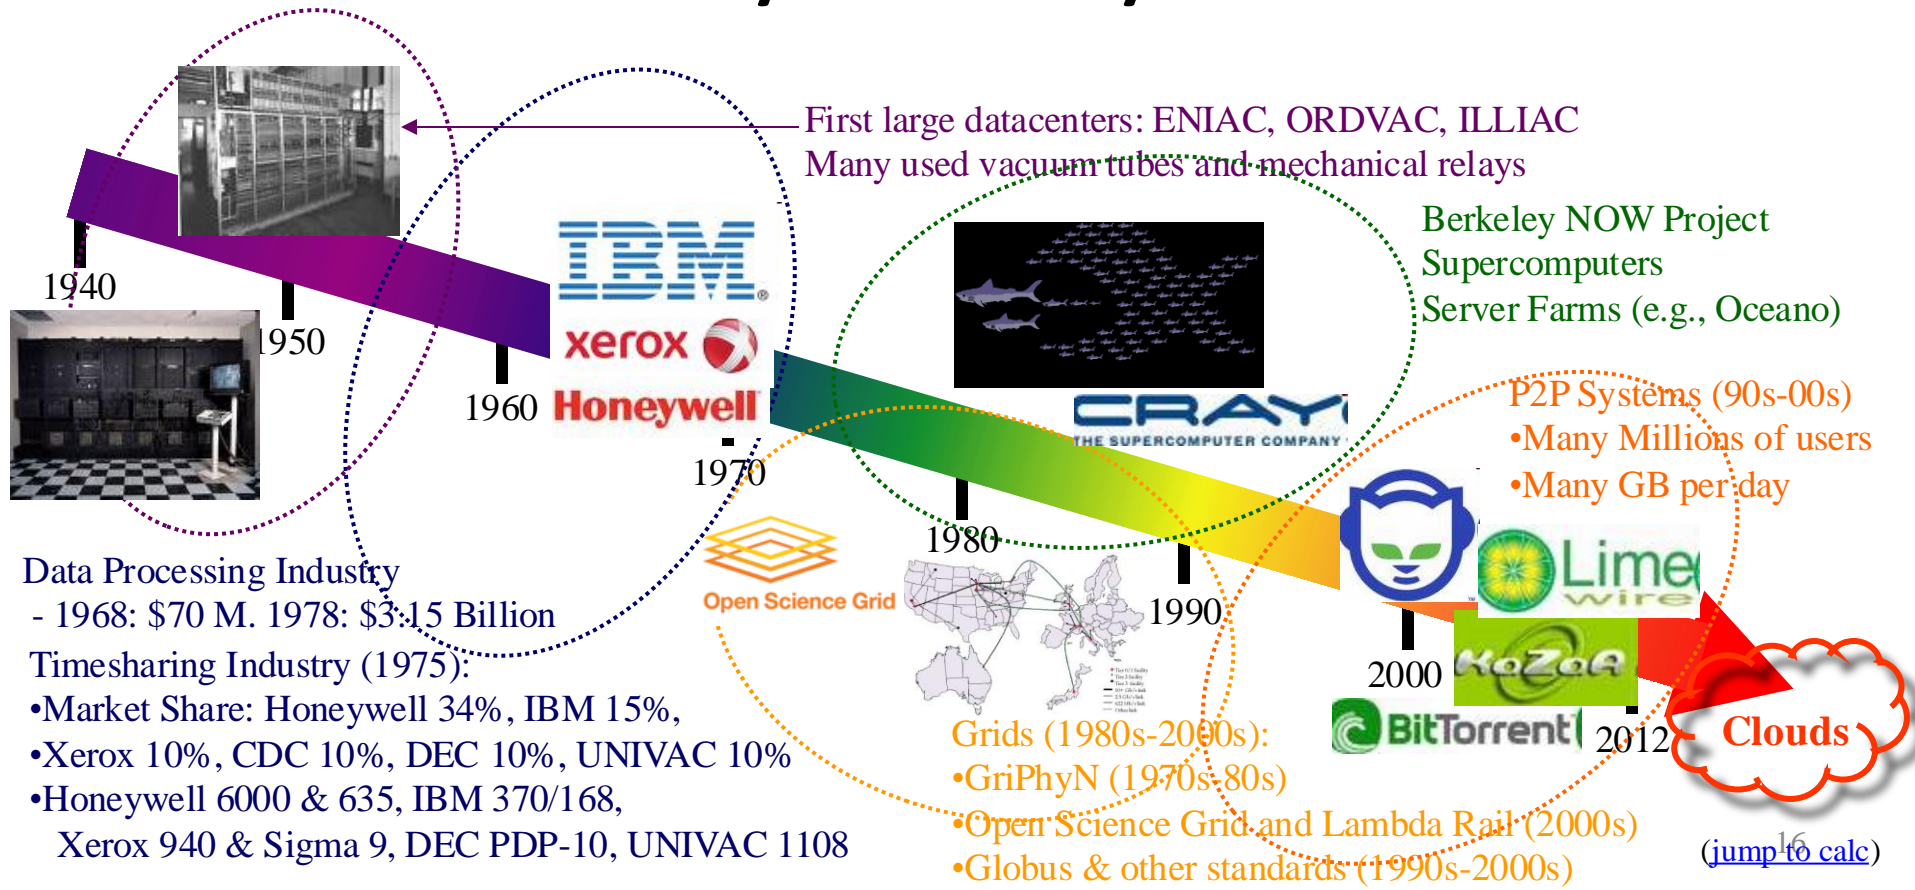 First large datacenters: ENIAC, ORDVAC, ILLIAC
Many used vacuum tubes and mechanical relays
Berkeley NOW Project
Supercomputers
Server Farms (e.g., Oceano)
1940
1950
1960
1970
1980
1990
2000
2012
IBM
xerox
Honeywell
CRAY
THE SUPERCOMPUTER COMPANY
P2P Systems (90s-00s)
•Many Millions of users
•Many GB per day
Open Science Grid
Lime
wire
KaZaA
BitTorrent
Clouds
Data Processing Industry
- 1968: $70 M. 1978: $3.15 Billion
Timesharing Industry (1975):
•Market Share: Honeywell 34%, IBM 15%,
•Xerox 10%, CDC 10%, DEC 10%, UNIVAC 10%
•Honeywell 6000 & 635, IBM 370/168,
Xerox 940 & Sigma 9, DEC PDP-10, UNIVAC 1108
Grids (1980s-2000s):
•GriPhyN (1970s-80s)
•Open Science Grid and Lambda Rail (2000s)
•Globus & other standards (1990s-2000s)
16
(jump to calc)